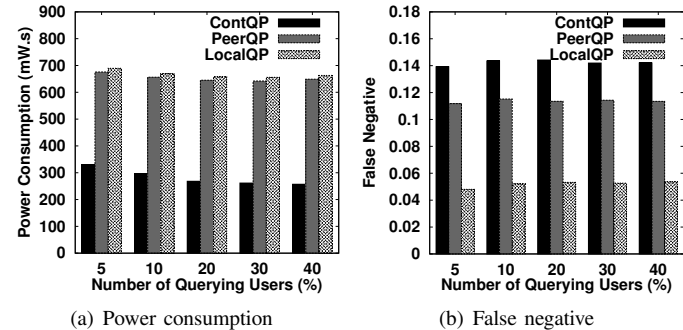 ContQP
PeerQP
LocalQP
900
800
700
600
500
400
300
200
100
0
Power Consumption (mW.s)
5 10 20 30 40
Number of Querying Users (%)
(a) Power consumption
ContQP
PeerQP
LocalQP
0.18
0.16
0.14
0.12
0.1
0.08
0.06
0.04
0.02
0
False Negative
5 10 20 30 40
Number of Querying Users (%)
(b) False negative